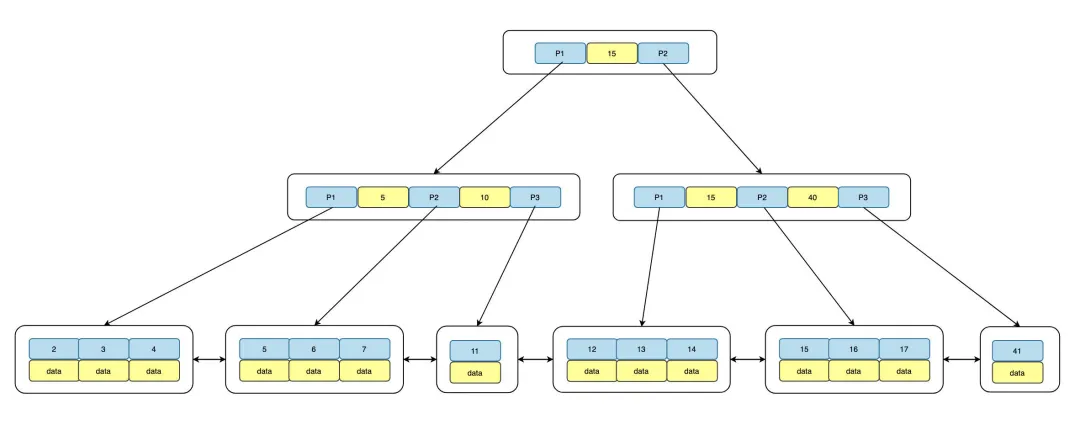 P1 15 P2
P1 5 P2 10 P3
P1 15 P2 40 P3
2 3 4
data data data
5 6 7
data data data
11
data
12 13 14
data data data
15 16 17
data data data
41
data